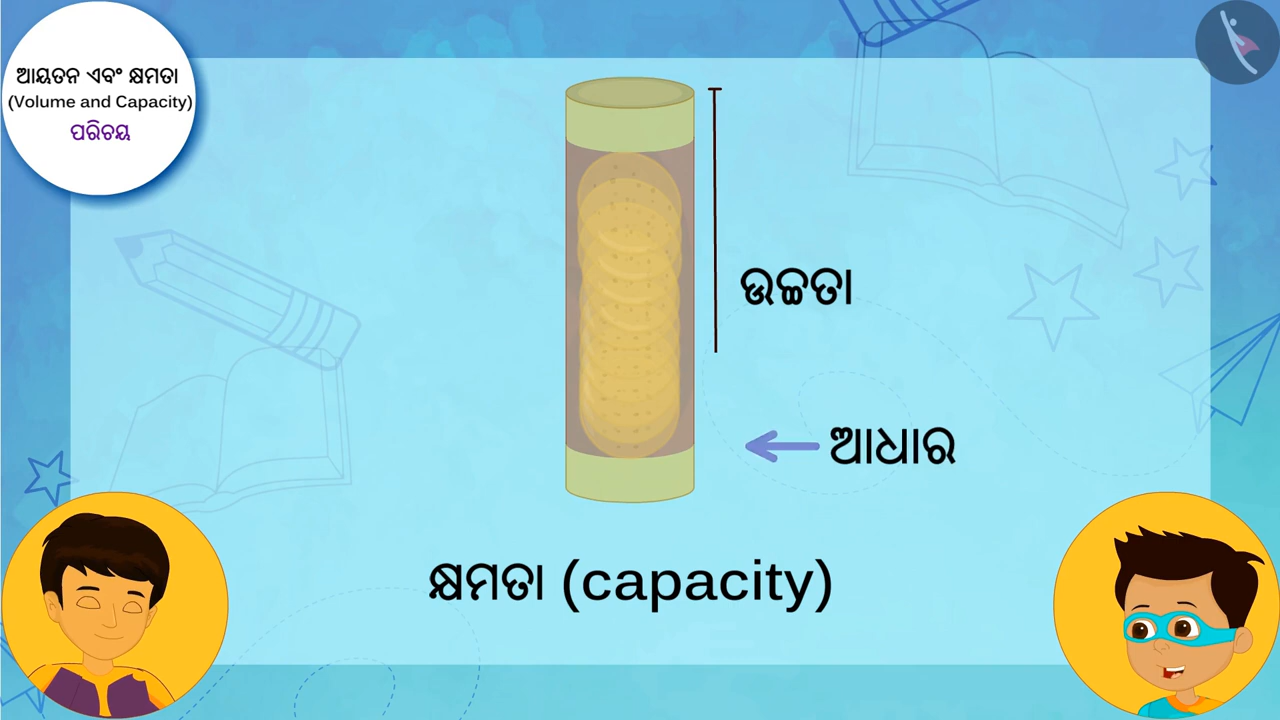 ଆୟତନ ଏବଂ କ୍ଷମତା
(Volume and Capacity)
ପରିଚୟ
ଉଚ୍ଚତା
ଆଧାର
କ୍ଷମତା (capacity)